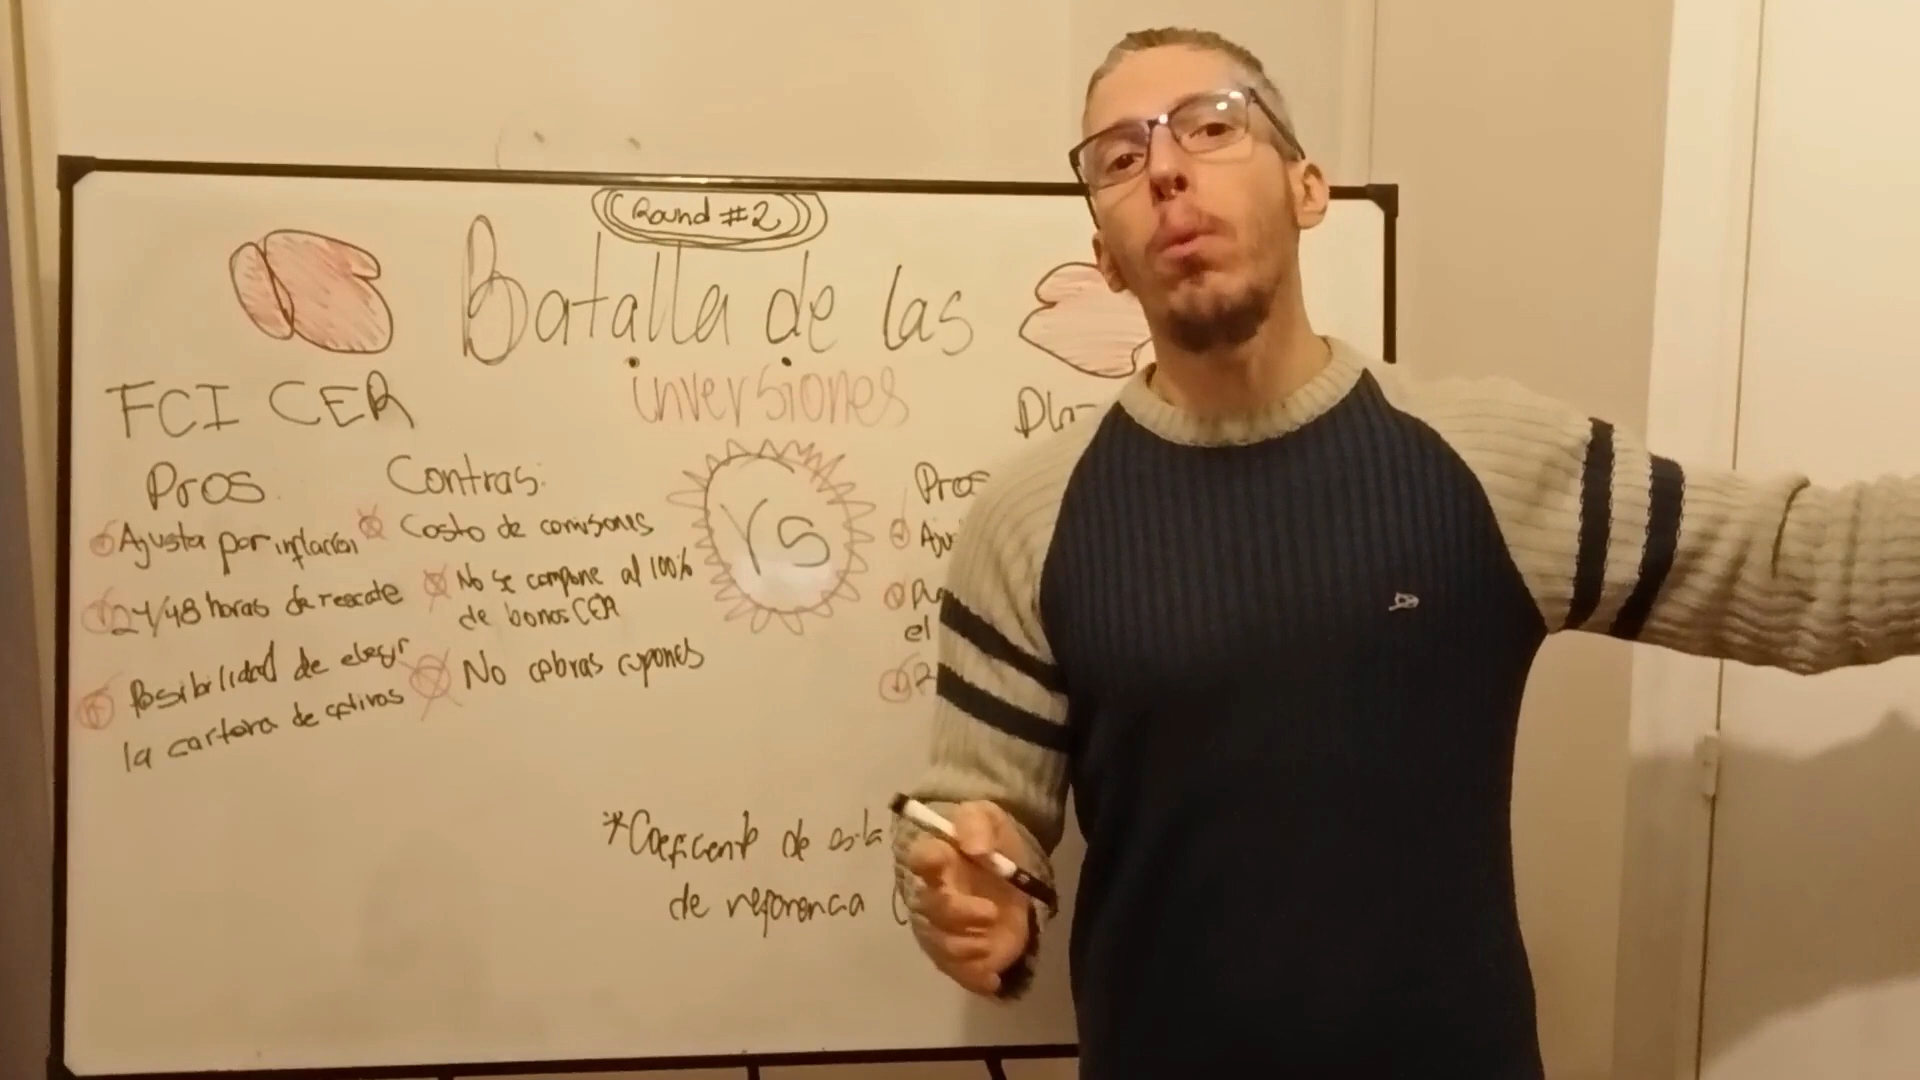 Round #2
Batalla de las
inversiones
FCI CER
Pros
Ajusta por inflación
24/48 horas de rescate
Posibilidad de elegir
la cartera de activos
Contras:
Costo de comisiones
No se compone al 100%
de bonos CER
No cobras cupones
VS
Pros
el
*Coeficiente de
de referencia